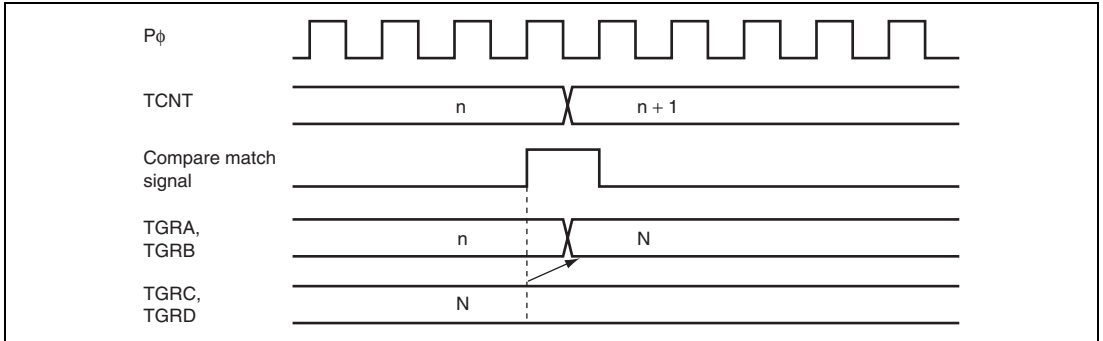 Pϕ
TCNT
n
n + 1
Compare match
signal
TGRA,
TGRB
n
N
TGRC,
TGRD
N